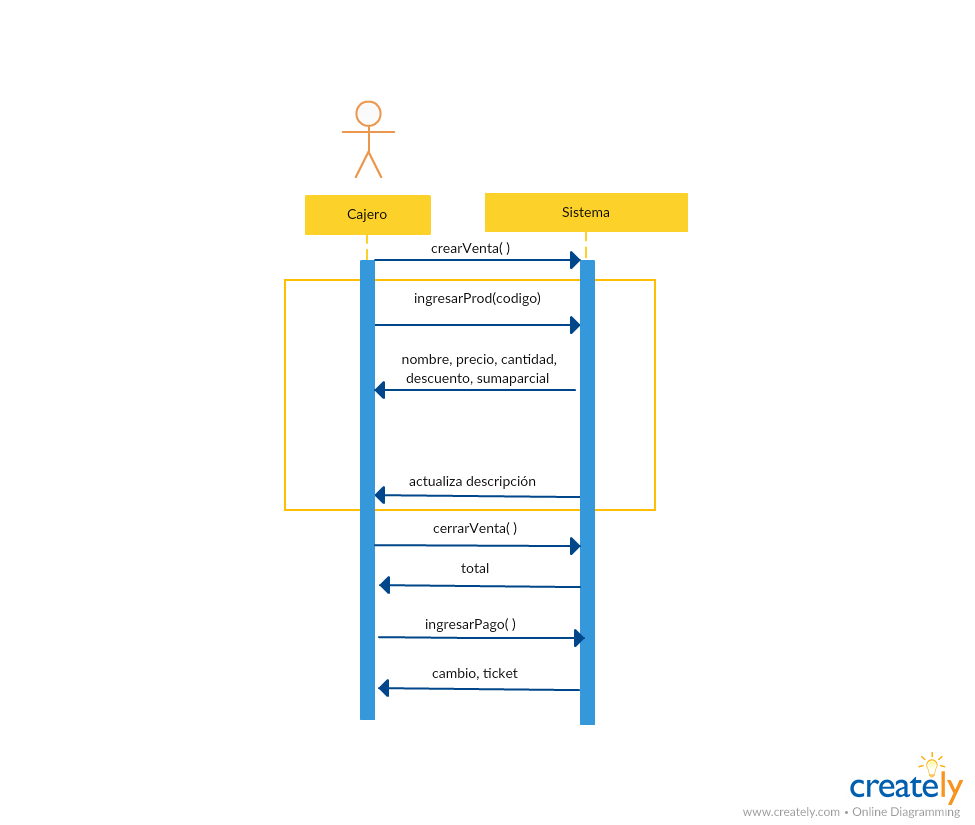 Cajero
Sistema
crearVenta( )
ingresarProd(codigo)
nombre, precio, cantidad,
descuento, sumaparcial
actualiza descripción
cerrarVenta( )
total
ingresarPago( )
cambio, ticket
creately
www.creately.com • Online Diagramming